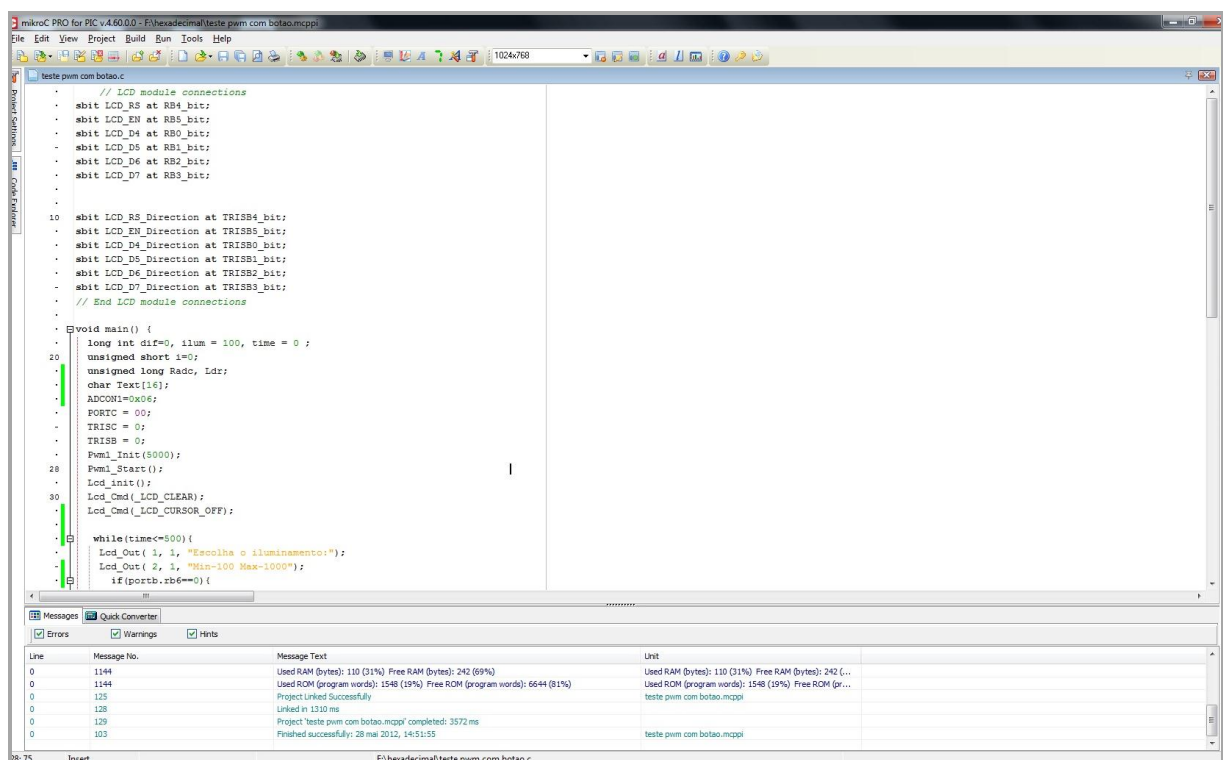 mikroC PRO for PIC v.4.60.0.0 - F:\hexadecimal\teste pwm com botao.mcppi
File Edit View Project Build Run Tools Help
1024x768
teste pwm com botao.c
Project Settings
Code Explorer
// LCD module connections
sbit LCD_RS at RB4_bit;
sbit LCD_EN at RB5_bit;
sbit LCD_D4 at RB0_bit;
sbit LCD_D5 at RB1_bit;
sbit LCD_D6 at RB2_bit;
sbit LCD_D7 at RB3_bit;
10 sbit LCD_RS_Direction at TRISB4_bit;
sbit LCD_EN_Direction at TRISB5_bit;
sbit LCD_D4_Direction at TRISB0_bit;
sbit LCD_D5_Direction at TRISB1_bit;
sbit LCD_D6_Direction at TRISB2_bit;
sbit LCD_D7_Direction at TRISB3_bit;
// End LCD module connections
void main() {
long int dif=0, ilum = 100, time = 0 ;
20 unsigned short i=0;
unsigned long Radc, Ldr;
char Text[16];
ADCON1=0x06;
PORTC = 00;
TRISC = 0;
TRISB = 0;
Pwm1_Init(5000);
28 Pwm1_Start();
Lcd_init();
30 Lcd_Cmd(_LCD_CLEAR);
Lcd_Cmd(_LCD_CURSOR_OFF);
while(time<=500){
Lcd_Out( 1, 1, "Escolha o iluminamento:");
Lcd_Out( 2, 1, "Min-100 Max-1000");
if(portb.rb6==0){
Messages Quick Converter
Errors Warnings Hints
Line Message No. Message Text Unit
0 1144 Used RAM (bytes): 110 (31%) Free RAM (bytes): 242 (69%) Used RAM (bytes): 110 (31%) Free RAM (bytes): 242 (...
0 1144 Used ROM (program words): 1548 (19%) Free ROM (program words): 6644 (81%) Used ROM (program words): 1548 (19%) Free ROM (pr...
0 125 Project Linked Successfully teste pwm com botao.mcppi
0 128 Linked in 1310 ms
0 129 Project 'teste pwm com botao.mcppi' completed: 3572 ms
0 103 Finished successfully: 28 mai 2012, 14:51:55 teste pwm com botao.mcppi
28: 75 Insert F:\hexadecimal\teste pwm com botao.c